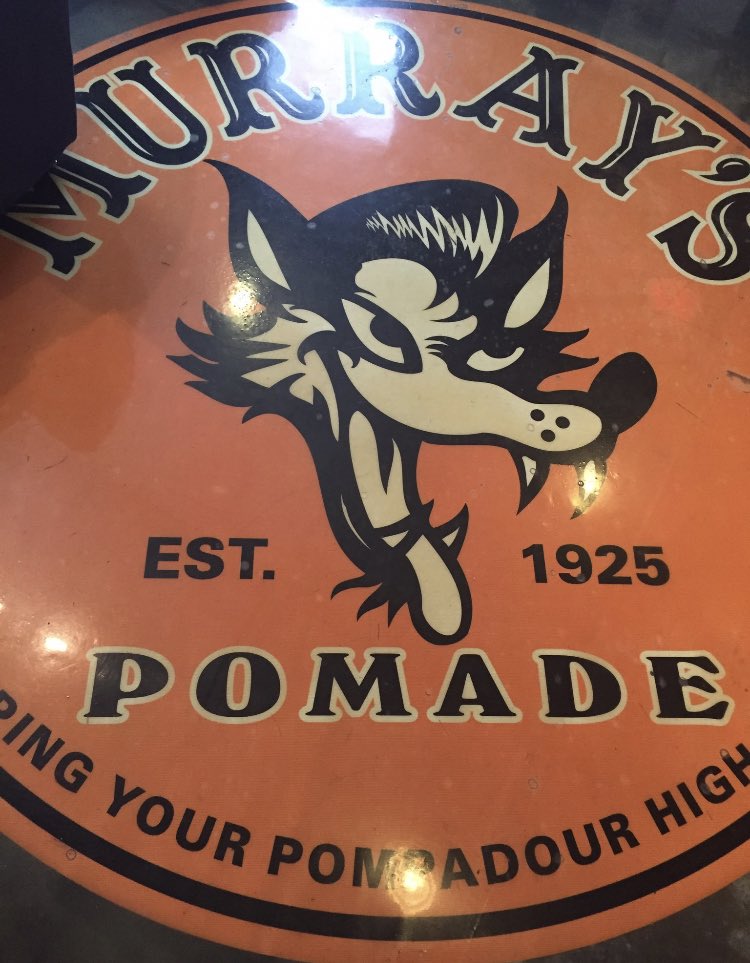 MURRAY'S
EST. 1925
POMADE
PING YOUR POMPADOUR HIGH